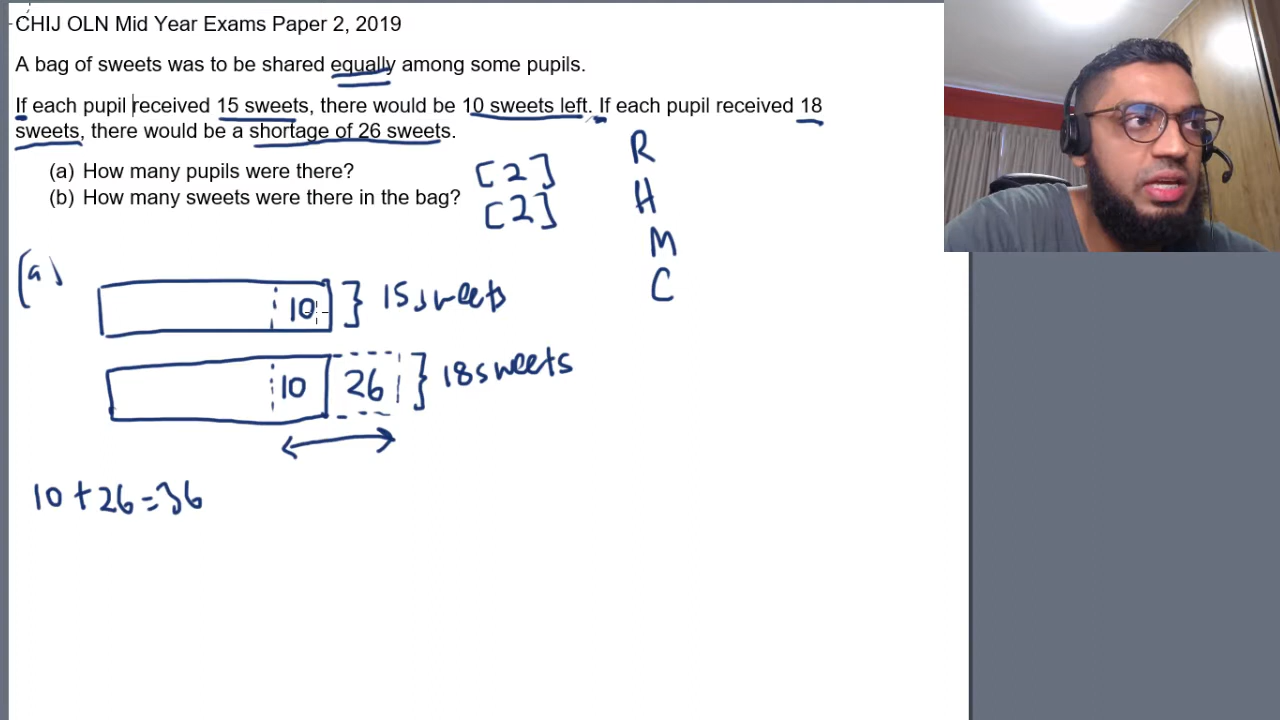 CHIJ OLN Mid Year Exams Paper 2, 2019
A bag of sweets was to be shared equally among some pupils.
If each pupil received 15 sweets, there would be 10 sweets left. If each pupil received 18
sweets, there would be a shortage of 26 sweets.
(a) How many pupils were there? [2]
(b) How many sweets were there in the bag? [2]
R
H
M
C
(a)
10 } 15 sweets
10 26 } 18 sweets
10 + 26 = 36